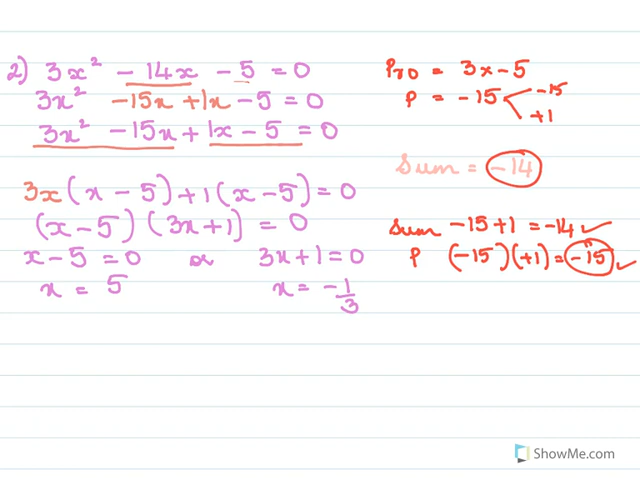 2) 3x² - 14x - 5 = 0
3x² -15x +1x - 5 = 0
3x² - 15x + 1x - 5 = 0
3x (x - 5) + 1 (x - 5) = 0
(x - 5) (3x + 1) = 0
x - 5 = 0 or 3x + 1 = 0
x = 5 x = -1/3
Pro = 3 x - 5
P = -15 -15
+1
Sum = -14
Sum -15 + 1 = -14 ✓
P (-15) (+1) = -15 ✓
ShowMe.com